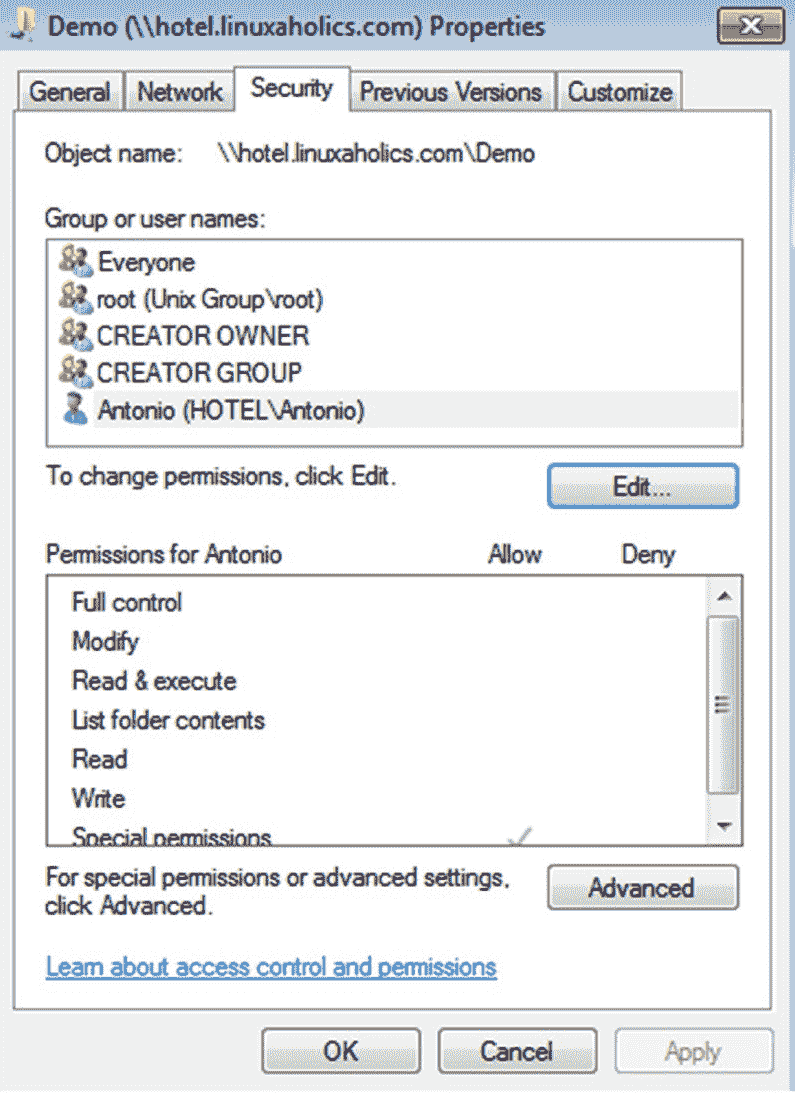 Demo (\\hotel.linuxaholics.com) Properties
General Network Security Previous Versions Customize
Object name: \\hotel.linuxaholics.com\Demo
Group or user names:
Everyone
root (Unix Group\root)
CREATOR OWNER
CREATOR GROUP
Antonio (HOTEL\Antonio)
To change permissions, click Edit.
Edit...
Permissions for Antonio Allow Deny
Full control
Modify
Read & execute
List folder contents
Read
Write
Special permissions
For special permissions or advanced settings,
click Advanced.
Advanced
Learn about access control and permissions
OK Cancel Apply